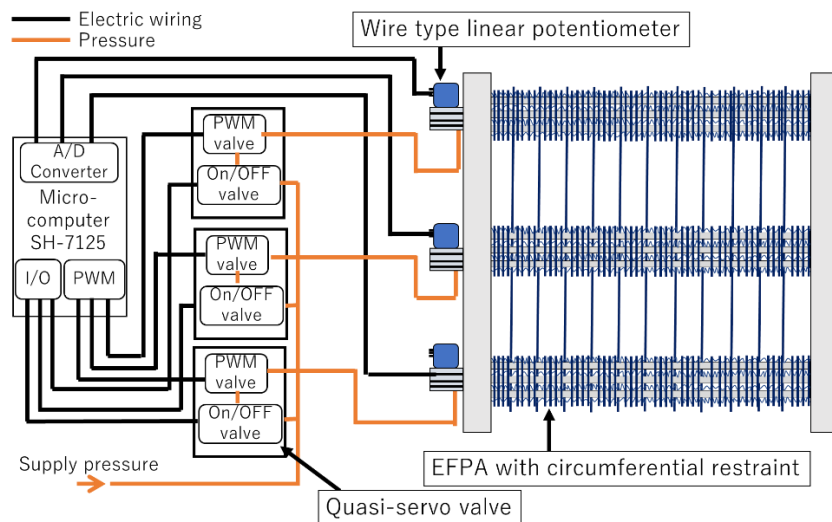 Electric wiring
Pressure
Wire type linear potentiometer
A/D
Converter
Micro-
computer
SH-7125
I/O
PWM
PWM
valve
On/OFF
valve
PWM
valve
On/OFF
valve
PWM
valve
On/OFF
valve
Supply pressure
EFPA with circumferential restraint
Quasi-servo valve